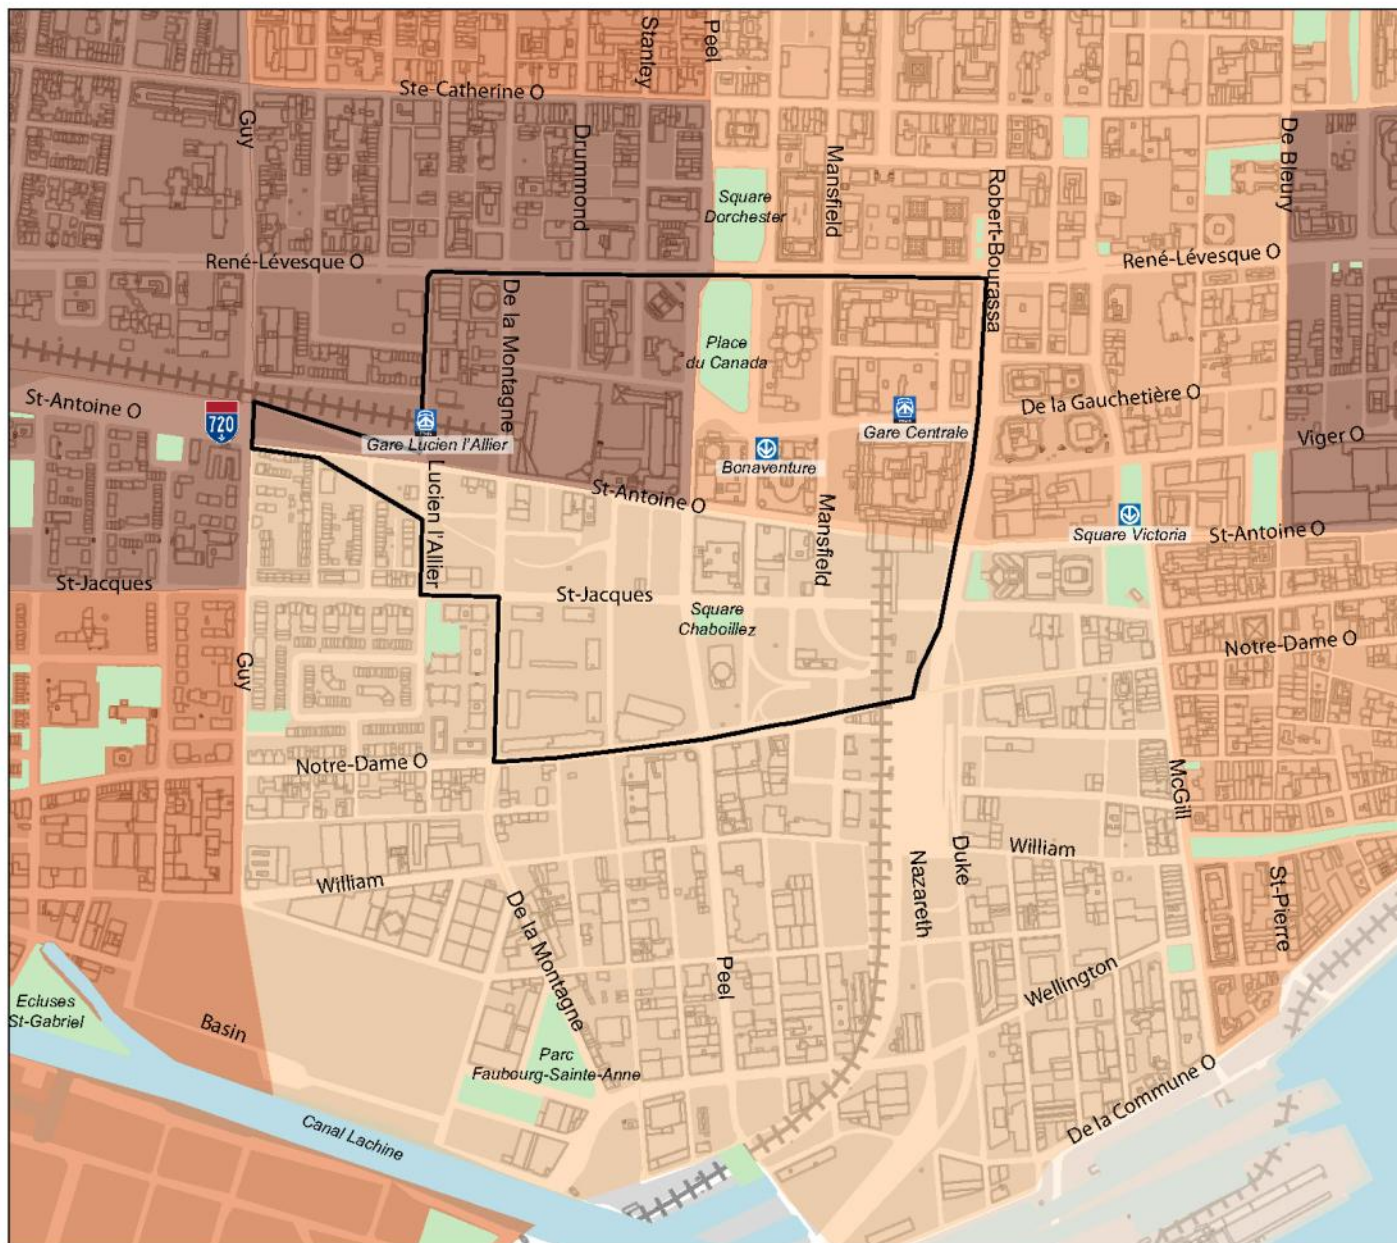 Peel
Stanley
Ste-Catherine O
Guy
Drummond
Mansfield
De Bleury
Robert-Bourassa
Square
Dorchester
René-Lévesque O
René-Lévesque O
De la Montagne
Place
du Canada
St-Antoine O
720
De la Gauchetière O
Gare Lucien l'Allier
Gare Centrale
Viger O
Bonaventure
Lucien l'Allier
St-Antoine O
Mansfield
Square Victoria
St-Antoine O
St-Jacques
St-Jacques
Square
Chaboillez
Notre-Dame O
Guy
Notre-Dame O
McGill
William
Duke
William
Nazareth
St-Pierre
De la Montagne
Peel
Wellington
Ecluses
St-Gabriel
Basin
Parc
Faubourg-Sainte-Anne
De la Commune O
Canal Lachine